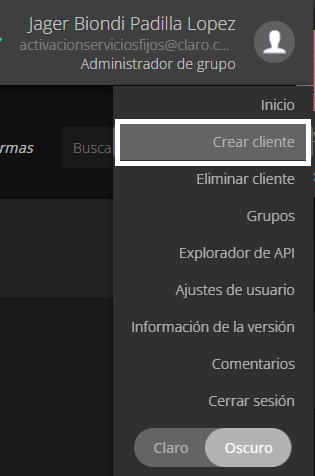 Jager Biondi Padilla Lopez
activacionserviciosfijos@claro.c...
Administrador de grupo
Inicio
rmas
Busca
Crear cliente
Eliminar cliente
Grupos
Explorador de API
Ajustes de usuario
Información de la versión
Comentarios
Cerrar sesión
Claro Oscuro